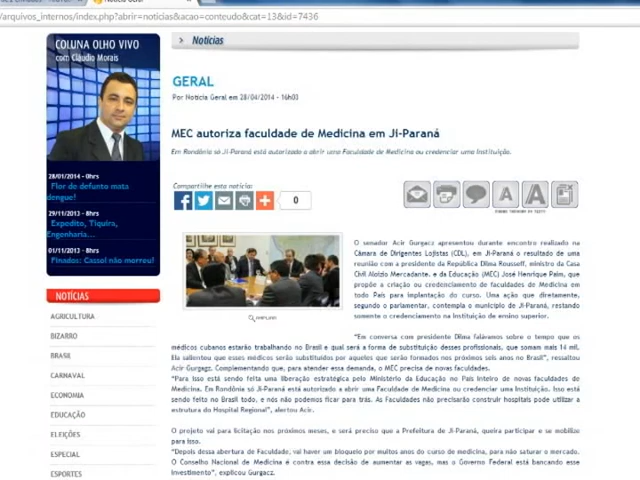 /arquivos_internos/index.php?abrir=noticias&acao=conteudo&cat=13&id=7436
COLUNA OLHO VIVO
com Cláudio Morais
28/01/2014 - 0hrs
Flor de defunto mata
dengue!
29/11/2013 - 8hrs
Expedito, Tiquira,
Engenharia...
01/11/2013 - 8hrs
Finados: Cassol não morreu!
NOTÍCIAS
AGRICULTURA
BIZARRO
BRASIL
CARNAVAL
ECONOMIA
EDUCAÇÃO
ELEIÇÕES
ESPECIAL
ESPORTES
Notícias
GERAL
Por Notícia Geral em 28/04/2014 - 16h03
MEC autoriza faculdade de Medicina em Ji-Paraná
Em Rondônia só Ji-Paraná está autorizada a abrir uma Faculdade de Medicina ou credenciar uma Instituição.
Compartilhe esta notícia:
0
A A
O senador Acir Gurgacz apresentou durante encontro realizado na
Câmara de Dirigentes Lojistas (CDL), em Ji-Paraná o resultado de uma
reunião com a presidente da República Dilma Rousseff, ministro da Casa
Civil Aloizio Mercadante, e da Educação (MEC) José Henrique Paim, que
propõe a criação ou credenciamento de faculdades de Medicina em
todo País para implantação do curso. Uma ação que diretamente,
segundo o parlamentar, contempla o município de Ji-Paraná, restando
somente o credenciamento na Instituição de ensino superior.
"Em conversa com presidente Dilma falávamos sobre o tempo que os
médicos cubanos estarão trabalhando no Brasil e qual será a forma de substituição desses profissionais, que somam mais 14 mil.
Ela salientou que esses médicos serão substituídos por aqueles que serão formados nos próximos seis anos no Brasil", ressaltou
Acir Gurgagz. Complementando que, para atender essa demanda, o MEC precisa de novas faculdades.
"Para isso está sendo feita uma liberação estratégica pelo Ministério da Educação no País inteiro de novas faculdades de
Medicina. Em Rondônia só Ji-Paraná está autorizada a abrir uma Faculdade de Medicina ou credenciar uma Instituição. Isso está
sendo feito no Brasil todo, e nós não podemos ficar para trás. As Faculdades não precisarão construir hospitais pode utilizar a
estrutura do Hospital Regional", alertou Acir.
O projeto vai para licitação nos próximos meses, e será preciso que a Prefeitura de Ji-Paraná, queira participar e se mobilize
para isso.
"Depois dessa abertura de Faculdade, vai haver um bloqueio por muitos anos do curso de medicina, para não saturar o mercado.
O Conselho Nacional de Medicina é contra essa decisão de aumentar as vagas, mas o Governo Federal está bancando esse
investimento", explicou Gurgacz.